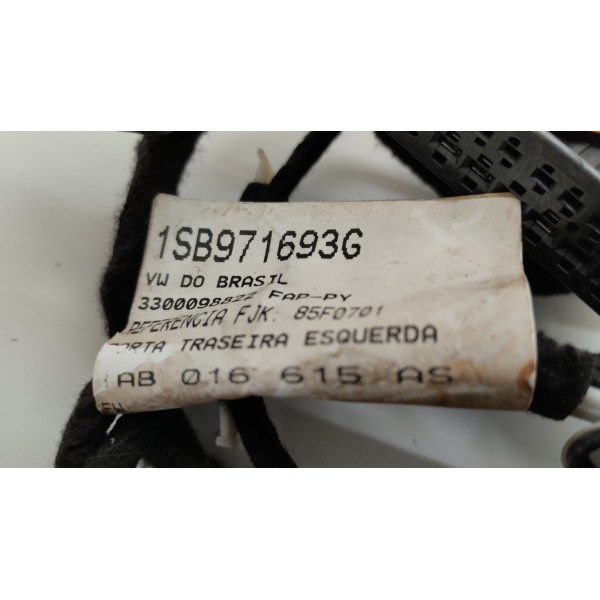 1SB971693G
VW DO BRASIL
3300098822 FAP-PY
REFERENCIA FJK: 85F0701
PORTA TRASEIRA ESQUERDA
AB 016 615 AS